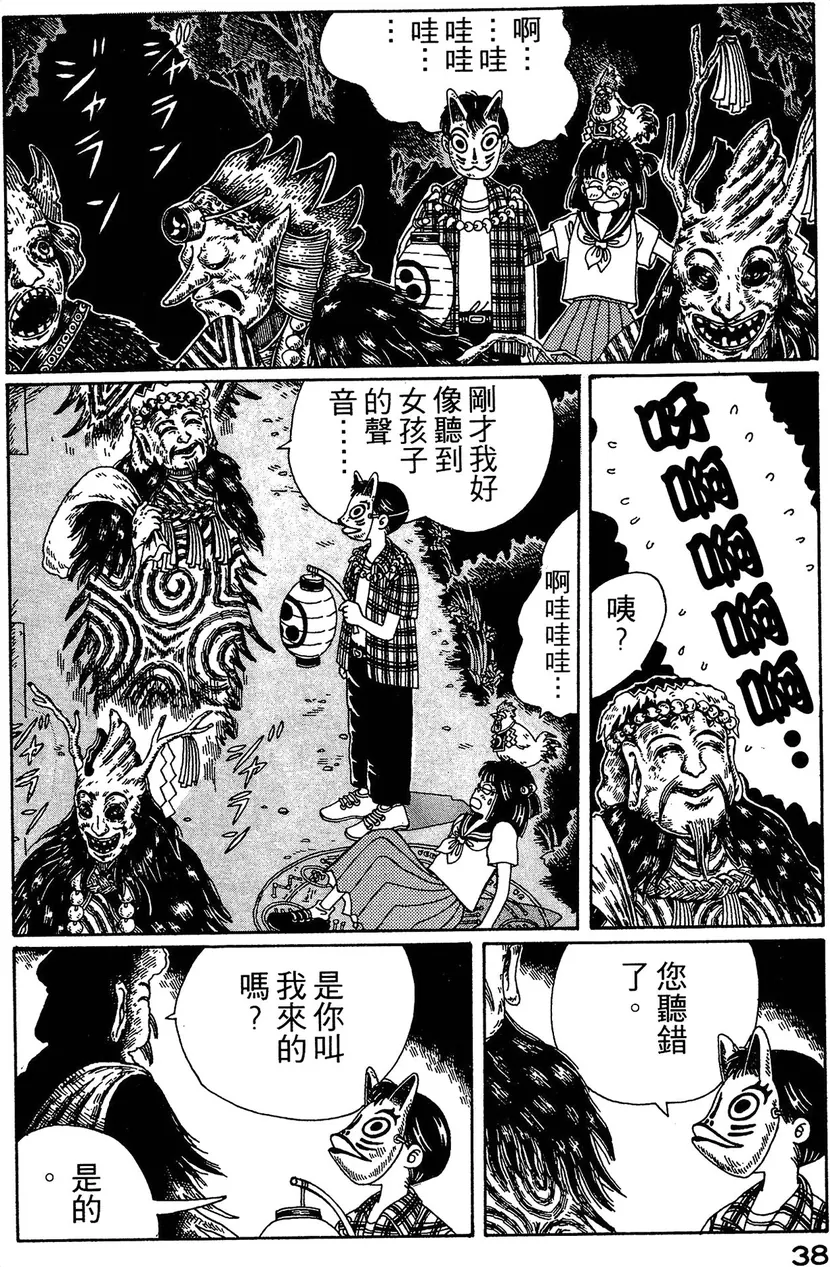 啊…
…哇
哇哇
…哇
…
ジャラン
ジャラン
呀啊啊啊啊…
咦?
剛才我好
像聽到
女孩子
的聲
音……
啊哇哇哇…
ジャラン
ジャラン
您聽錯
了。
是你叫
我來的
嗎?
是的
。
38